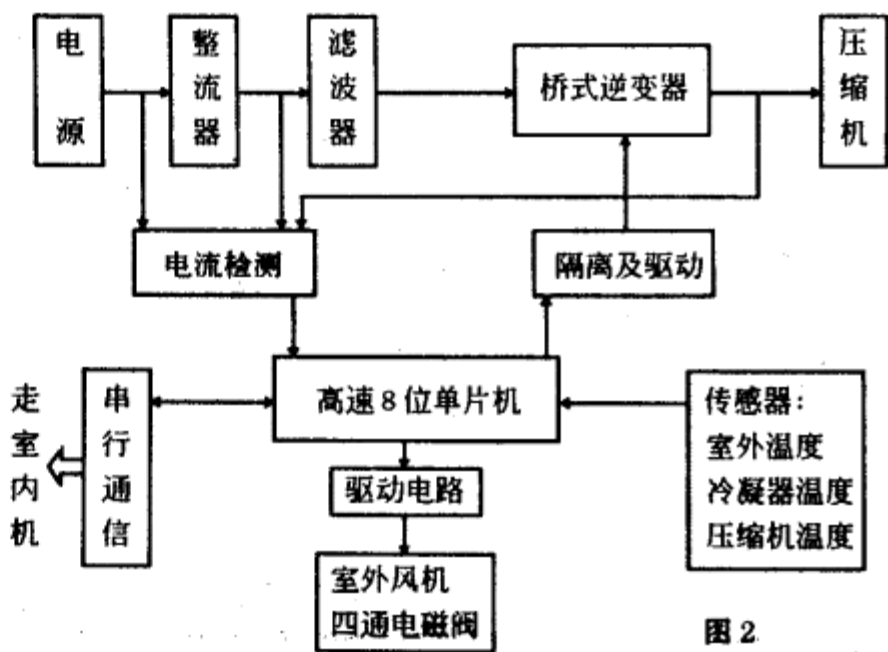 电源
整流器
滤波器
桥式逆变器
压缩机
电流检测
隔离及驱动
高速8位单片机
走室内机
串行通信
传感器:
室外温度
冷凝器温度
压缩机温度
驱动电路
室外风机
四通电磁阀
图2